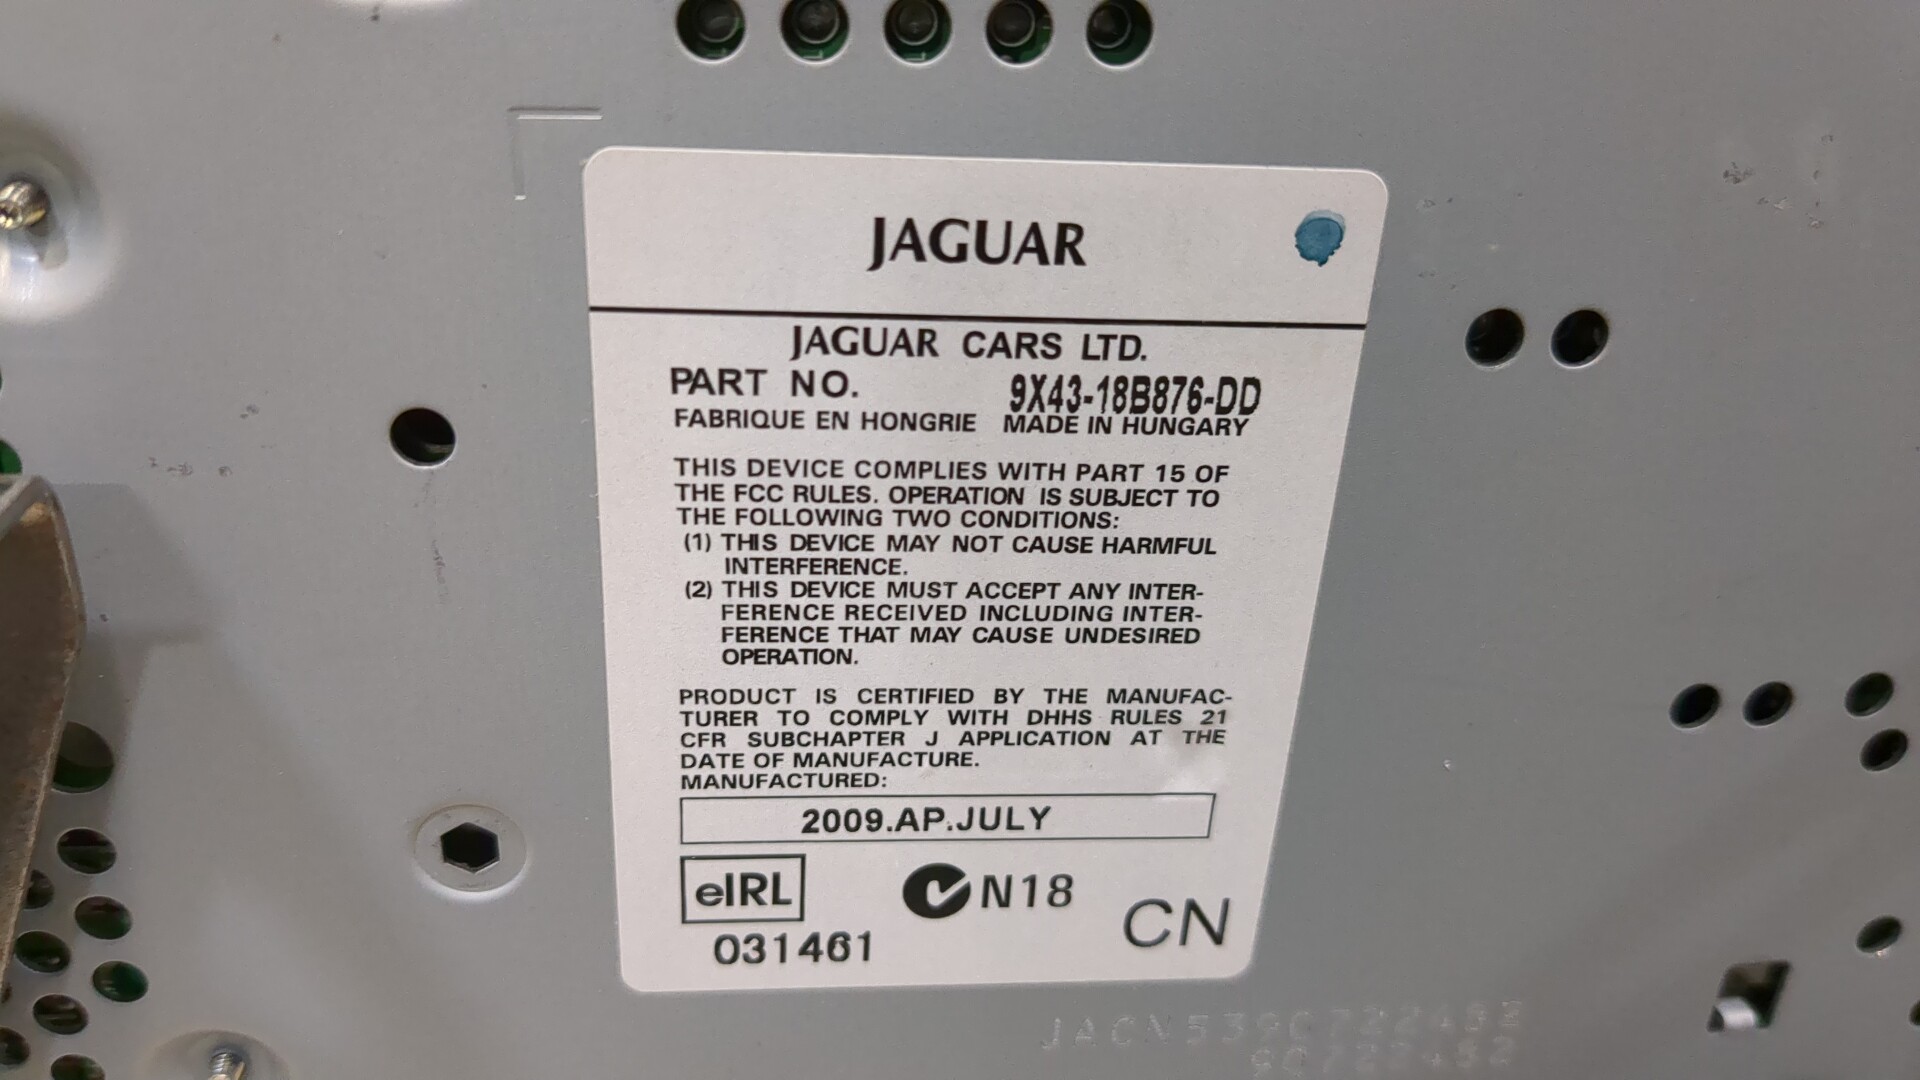 JAGUAR
JAGUAR CARS LTD.
PART NO. 9X43-18B876-DD
FABRIQUE EN HONGRIE MADE IN HUNGARY
THIS DEVICE COMPLIES WITH PART 15 OF
THE FCC RULES. OPERATION IS SUBJECT TO
THE FOLLOWING TWO CONDITIONS:
(1) THIS DEVICE MAY NOT CAUSE HARMFUL
INTERFERENCE.
(2) THIS DEVICE MUST ACCEPT ANY INTER-
FERENCE RECEIVED INCLUDING INTER-
FERENCE THAT MAY CAUSE UNDESIRED
OPERATION.
PRODUCT IS CERTIFIED BY THE MANUFAC-
TURER TO COMPLY WITH DHHS RULES 21
CFR SUBCHAPTER J APPLICATION AT THE
DATE OF MANUFACTURE.
MANUFACTURED:
2009.AP.JULY
eIRL N18 CN
031461